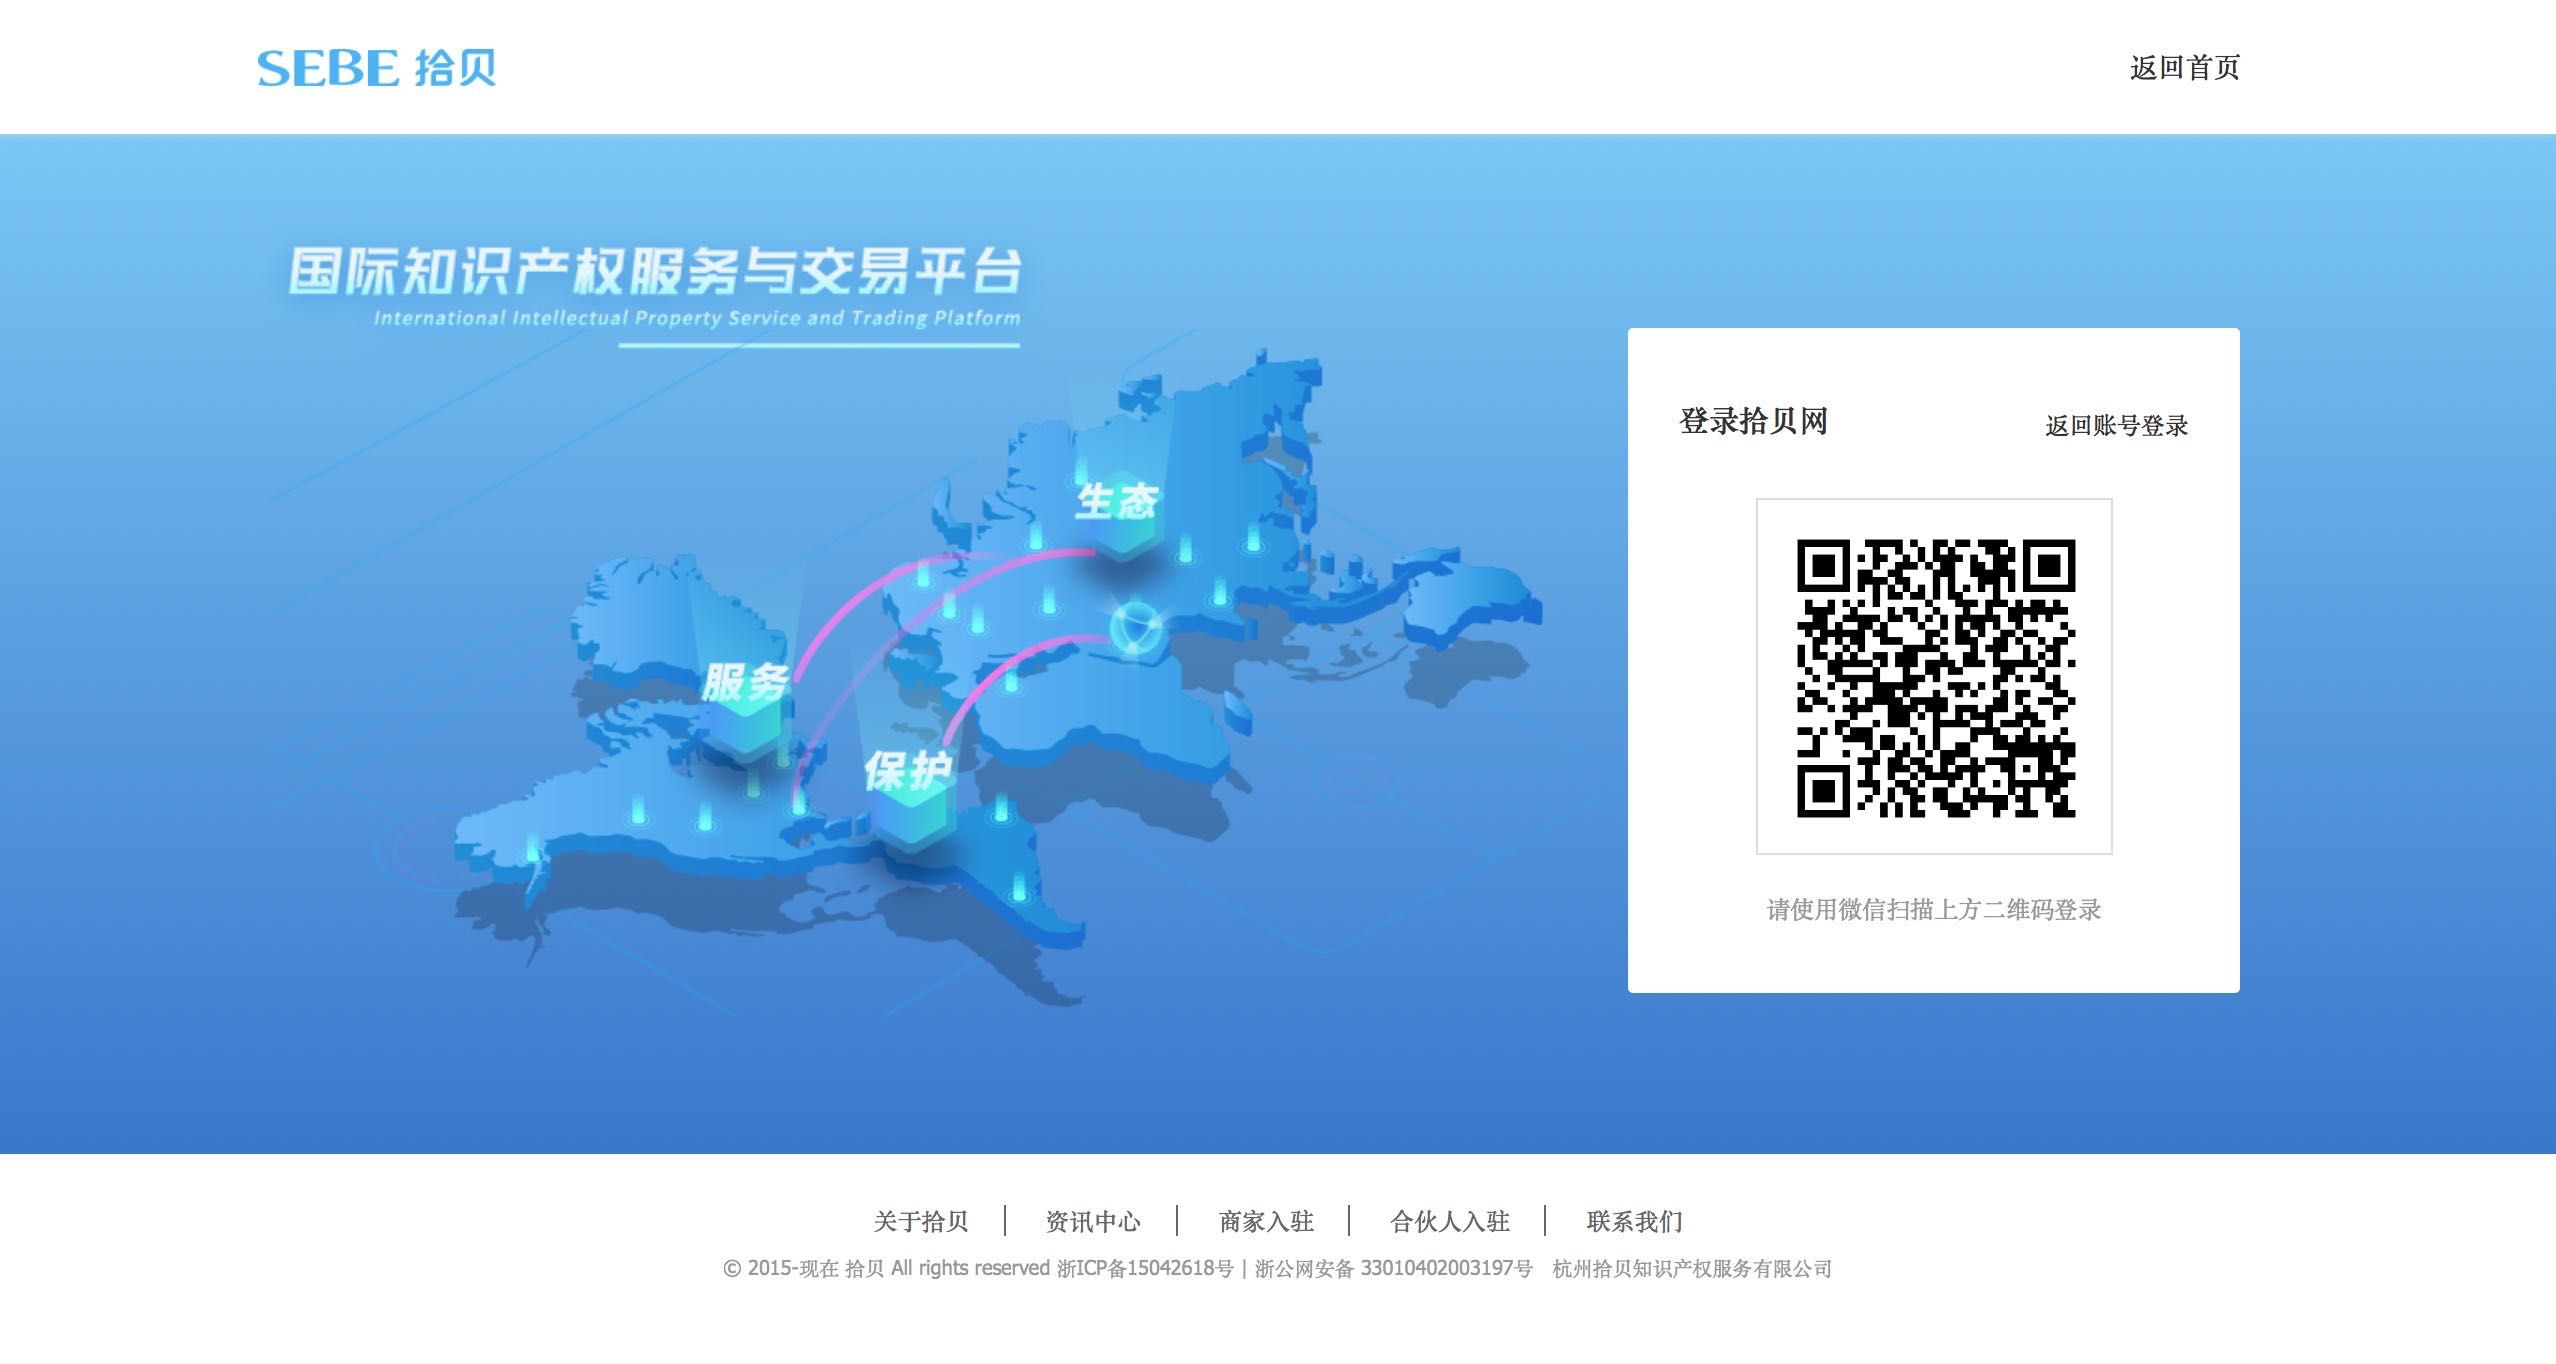 SEBE 拾贝
返回首页
国际知识产权服务与交易平台
International Intellectual Property Service and Trading Platform
生态
服务
保护
登录拾贝网
返回账号登录
请使用微信扫描上方二维码登录
关于拾贝 | 资讯中心 | 商家入驻 | 合伙人入驻 | 联系我们
© 2015-现在 拾贝 All rights reserved 浙ICP备15042618号 | 浙公网安备 33010402003197号 杭州拾贝知识产权服务有限公司